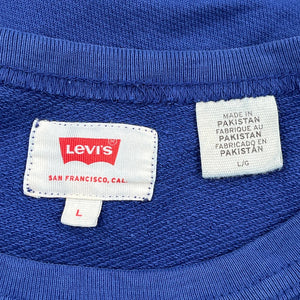 Levi's
SAN FRANCISCO, CAL.
L
MADE IN
PAKISTAN
FABRIQUÉ AU
PAKISTAN
FABRICADO EN
PAKISTAN
L/G